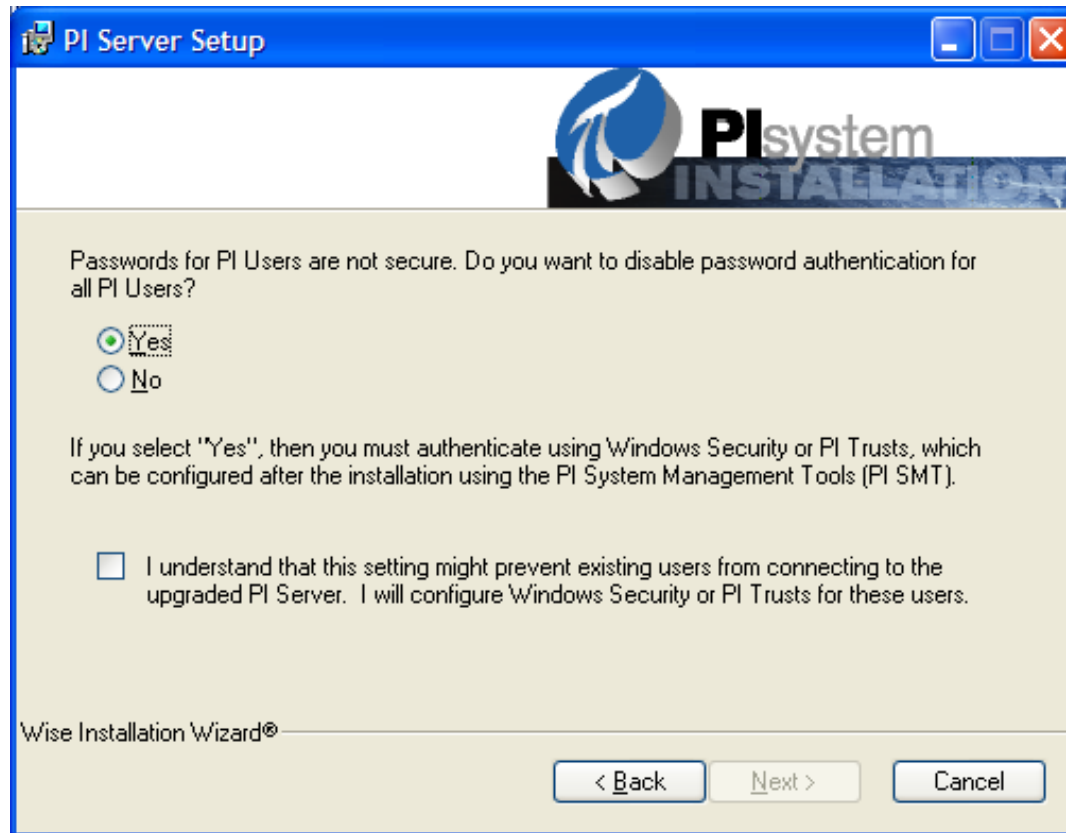 PI Server Setup
PIsystem
INSTALLATION
Passwords for PI Users are not secure. Do you want to disable password authentication for
all PI Users?
Yes
No
If you select "Yes", then you must authenticate using Windows Security or PI Trusts, which
can be configured after the installation using the PI System Management Tools (PI SMT).
I understand that this setting might prevent existing users from connecting to the
upgraded PI Server. I will configure Windows Security or PI Trusts for these users.
Wise Installation Wizard®
< Back Next > Cancel